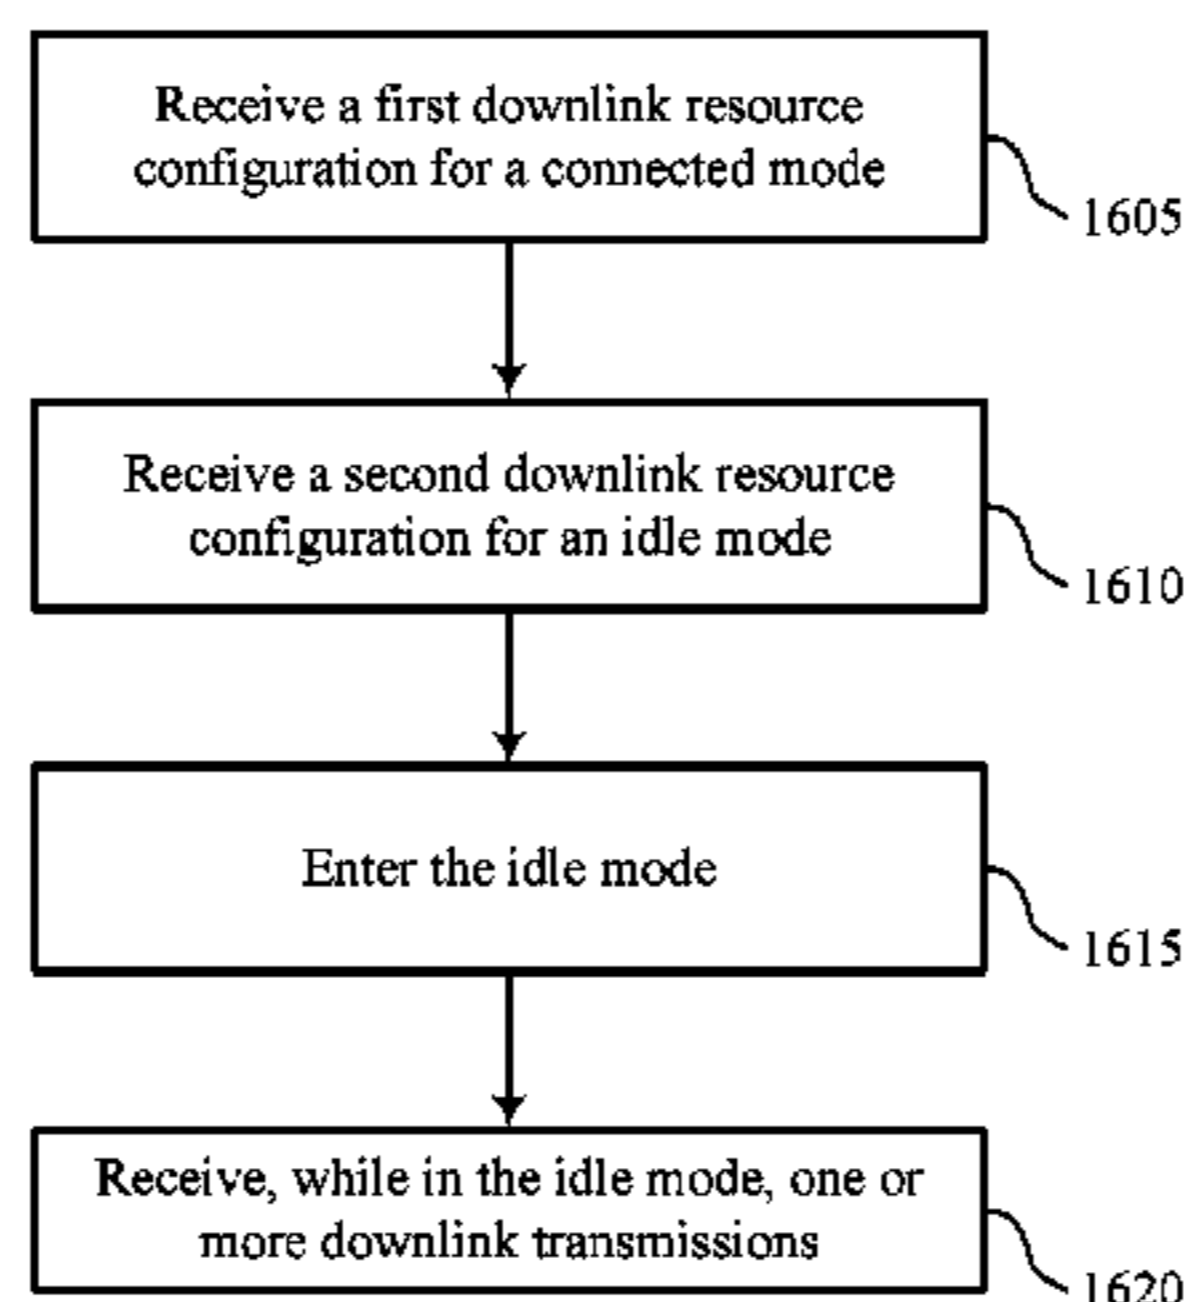 Receive a first downlink resource
configuration for a connected mode
1605
Receive a second downlink resource
configuration for an idle mode
1610
Enter the idle mode
1615
Receive, while in the idle mode, one or
more downlink transmissions
1620